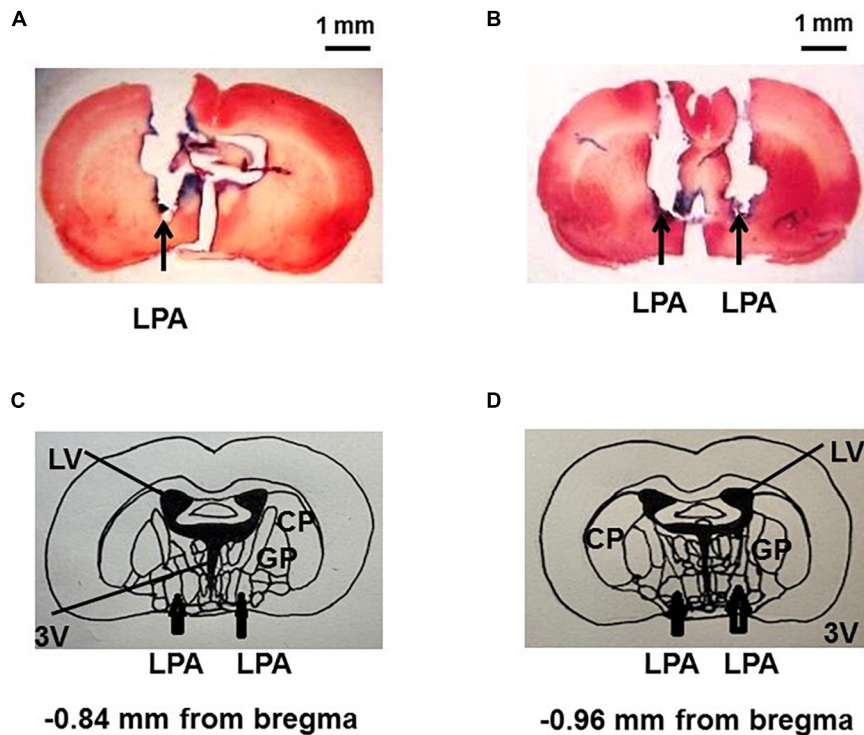 A
1 mm
LPA
B
1 mm
LPA LPA
C
LV
CP
GP
3V
LPA LPA
-0.84 mm from bregma
D
LV
CP
GP
3V
LPA LPA
-0.96 mm from bregma